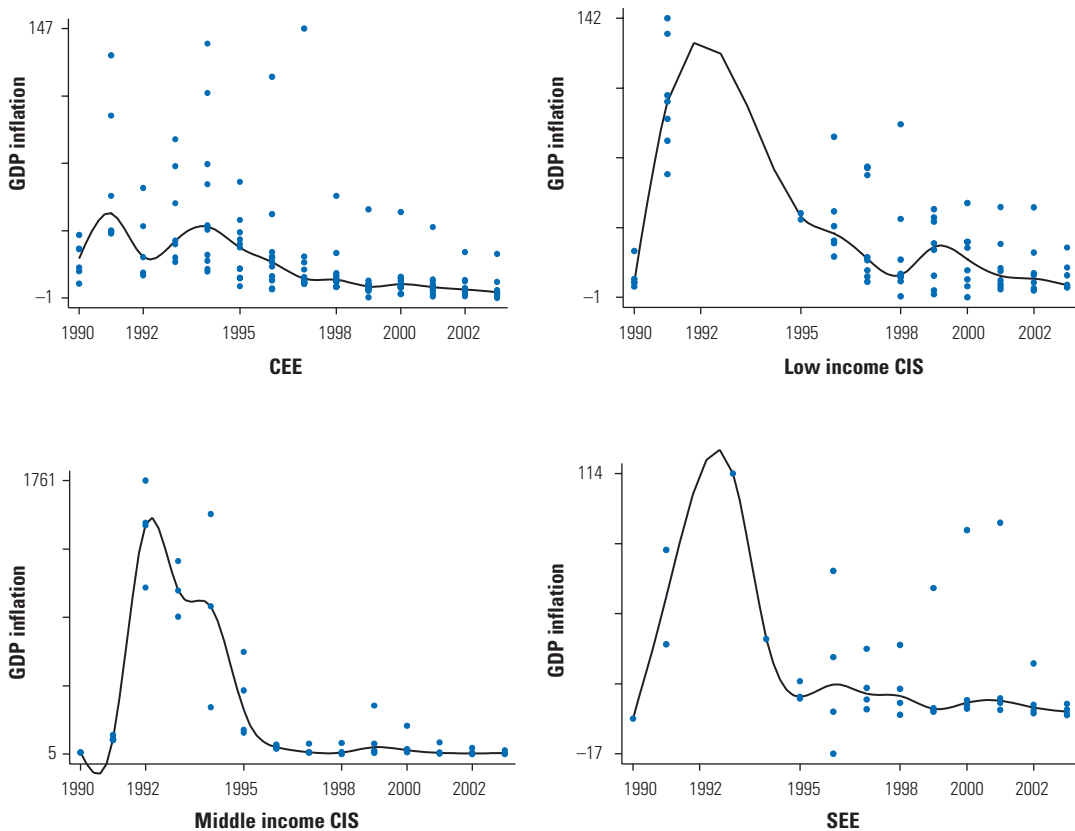 147
GDP inflation
–1
1990 1992 1995 1998 2000 2002
CEE
142
GDP inflation
–1
1990 1992 1995 1998 2000 2002
Low income CIS
1761
GDP inflation
5
1990 1992 1995 1998 2000 2002
Middle income CIS
114
GDP inflation
–17
1990 1992 1995 1998 2000 2002
SEE